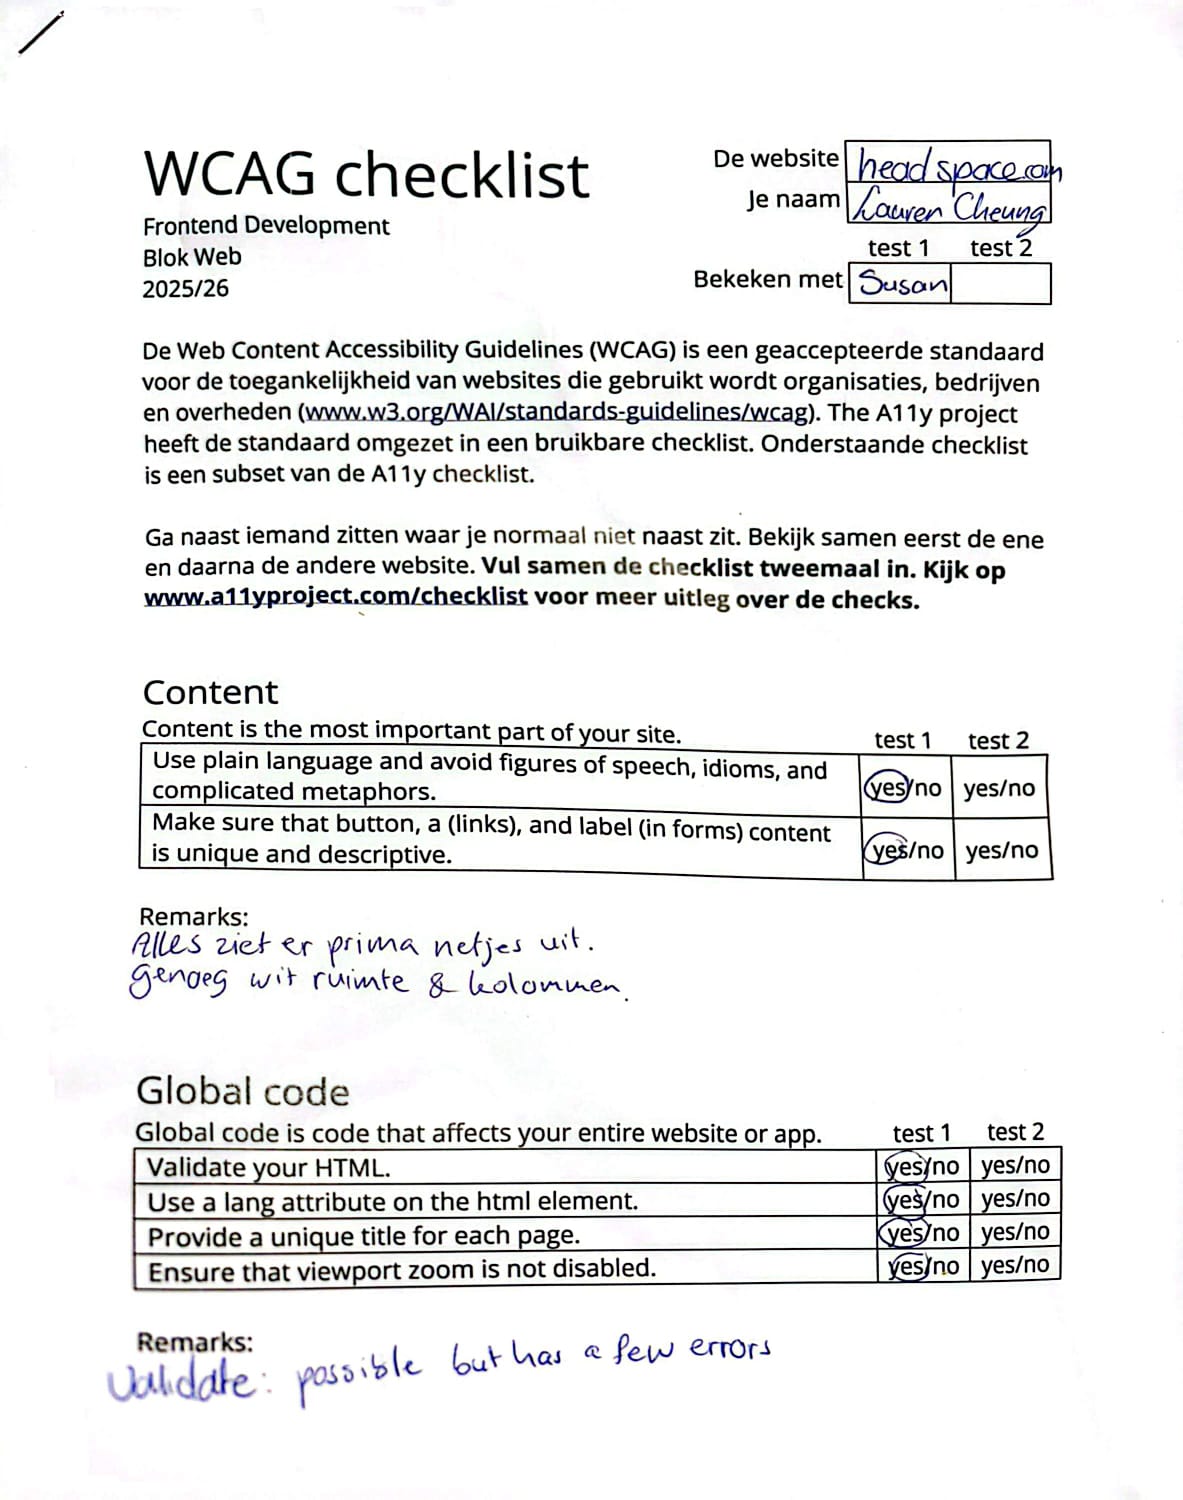 WCAG checklist
Frontend Development
Blok Web
2025/26
De website headspace.com
Je naam Lauren Cheung
test 1 test 2
Bekeken met Susan
De Web Content Accessibility Guidelines (WCAG) is een geaccepteerde standaard
voor de toegankelijkheid van websites die gebruikt wordt organisaties, bedrijven
en overheden (www.w3.org/WAI/standards-guidelines/wcag). The A11y project
heeft de standaard omgezet in een bruikbare checklist. Onderstaande checklist
is een subset van de A11y checklist.
Ga naast iemand zitten waar je normaal niet naast zit. Bekijk samen eerst de ene
en daarna de andere website. Vul samen de checklist tweemaal in. Kijk op
www.a11yproject.com/checklist voor meer uitleg over de checks.
Content
Content is the most important part of your site. test 1 test 2
Use plain language and avoid figures of speech, idioms, and
complicated metaphors. yes/no yes/no
Make sure that button, a (links), and label (in forms) content
is unique and descriptive. yes/no yes/no
Remarks:
Alles ziet er prima netjes uit.
genoeg wit ruimte & kolommen.
Global code
Global code is code that affects your entire website or app. test 1 test 2
Validate your HTML. yes/no yes/no
Use a lang attribute on the html element. yes/no yes/no
Provide a unique title for each page. yes/no yes/no
Ensure that viewport zoom is not disabled. yes/no yes/no
Remarks:
Validate: possible but has a few errors